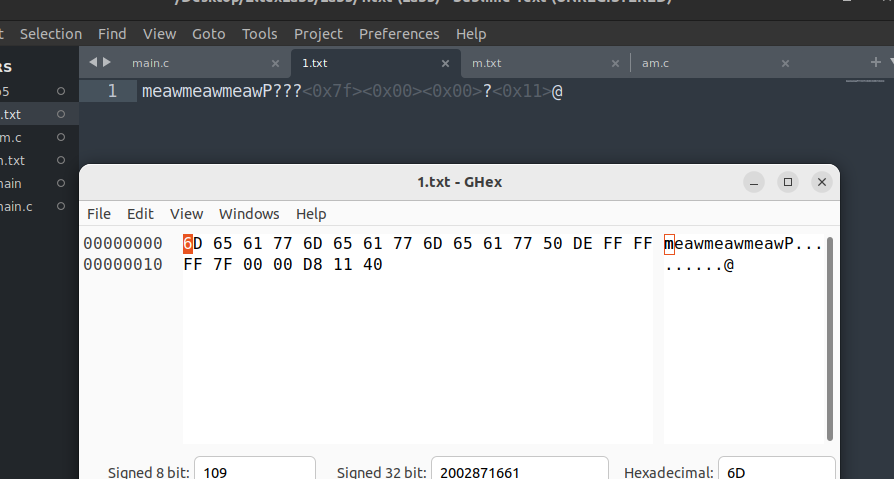 Selection Find View Goto Tools Project Preferences Help
main.c × 1.txt × m.txt × am.c × +
1 meawmeawmeawP???<0x7f><0x00><0x00>?<0x11>@
.txt
m.c
.txt
main.c
1.txt - GHex
File Edit View Windows Help
00000000 6D 65 61 77 6D 65 61 77 6D 65 61 77 50 DE FF FF meawmeawmeawP...
00000010 FF 7F 00 00 D8 11 40 ......@
Signed 8 bit: 109 Signed 32 bit: 2002871661 Hexadecimal: 6D